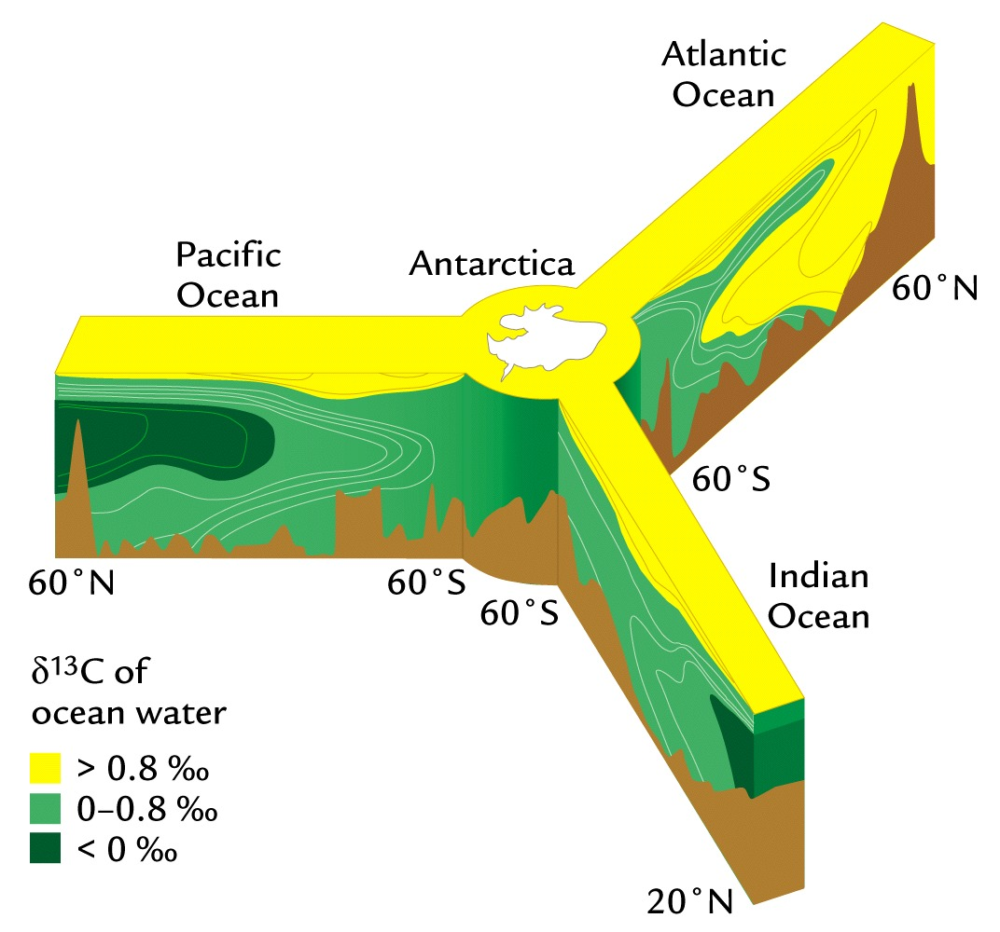 Atlantic
Ocean
Pacific
Ocean
Antarctica
60°N
60°S
60°N
60°S
60°S
Indian
Ocean
δ¹³C of
ocean water
> 0.8 ‰
0–0.8 ‰
< 0 ‰
20°N